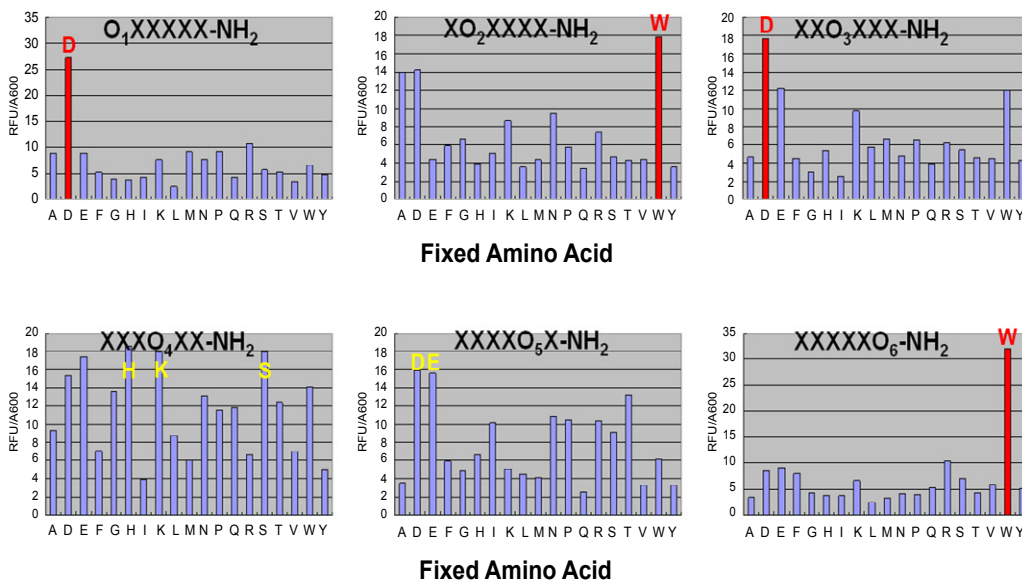 O₁XXXXX-NH₂
D
35
30
25
20
15
10
5
0
RFU/A600
A D E F G H I K L M N P Q R S T V W Y
XO₂XXXX-NH₂
W
20
18
16
14
12
10
8
6
4
2
0
RFU/A600
A D E F G H I K L M N P Q R S T V W Y
XXO₃XXX-NH₂
D
20
18
16
14
12
10
8
6
4
2
0
RFU/A600
A D E F G H I K L M N P Q R S T V W Y
Fixed Amino Acid
XXXO₄XX-NH₂
H K S
20
18
16
14
12
10
8
6
4
2
0
RFU/A600
A D E F G H I K L M N P Q R S T V W Y
XXXXO₅X-NH₂
DE
20
18
16
14
12
10
8
6
4
2
0
RFU/A600
A D E F G H I K L M N P Q R S T V W Y
XXXXXO₆-NH₂
W
35
30
25
20
15
10
5
0
RFU/A600
A D E F G H I K L M N P Q R S T V W Y
Fixed Amino Acid